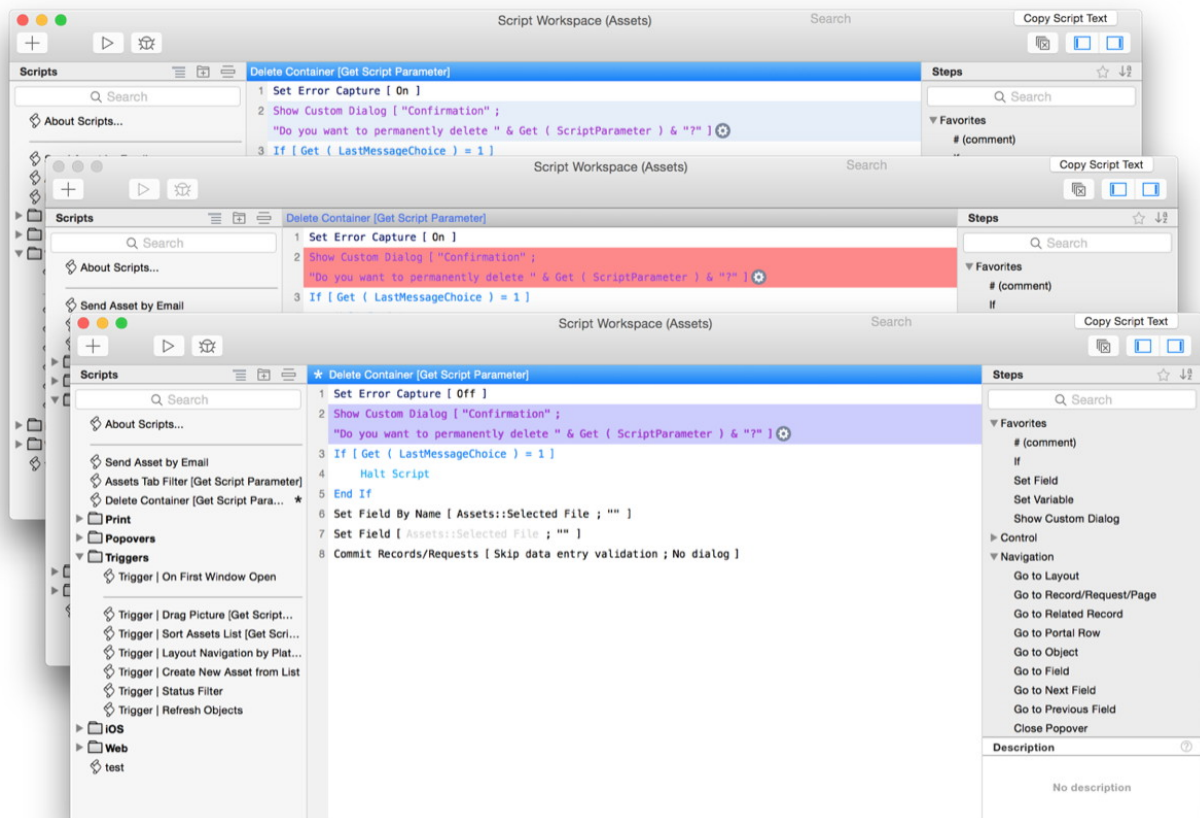 Script Workspace (Assets) Search Copy Script Text
Scripts Delete Container [Get Script Parameter] Steps
Search 1 Set Error Capture [ On ] Search
About Scripts... 2 Show Custom Dialog [ "Confirmation" ; Favorites
"Do you want to permanently delete " & Get ( ScriptParameter ) & "?" ] # (comment)
3 If [ Get ( LastMessageChoice ) = 1 ]
Script Workspace (Assets) Search Copy Script Text
Scripts Delete Container [Get Script Parameter] Steps
Search 1 Set Error Capture [ On ] Search
About Scripts... 2 Show Custom Dialog [ "Confirmation" ; Favorites
"Do you want to permanently delete " & Get ( ScriptParameter ) & "?" ] # (comment)
Send Asset by Email 3 If [ Get ( LastMessageChoice ) = 1 ] If
Script Workspace (Assets) Search Copy Script Text
Scripts * Delete Container [Get Script Parameter] Steps
Search 1 Set Error Capture [ Off ] Search
About Scripts... 2 Show Custom Dialog [ "Confirmation" ; Favorites
"Do you want to permanently delete " & Get ( ScriptParameter ) & "?" ] # (comment)
Send Asset by Email 3 If [ Get ( LastMessageChoice ) = 1 ] If
Assets Tab Filter [Get Script Parameter] 4 Halt Script Set Field
Delete Container [Get Script Para... * 5 End If Set Variable
Print 6 Set Field By Name [ Assets::Selected File ; "" ] Show Custom Dialog
Popovers 7 Set Field [ Assets::Selected File ; "" ] Control
Triggers 8 Commit Records/Requests [ Skip data entry validation ; No dialog ] Navigation
Trigger | On First Window Open Go to Layout
Go to Record/Request/Page
Trigger | Drag Picture [Get Script... Go to Related Record
Trigger | Sort Assets List [Get Scri... Go to Portal Row
Trigger | Layout Navigation by Plat... Go to Object
Trigger | Create New Asset from List Go to Field
Trigger | Status Filter Go to Next Field
Trigger | Refresh Objects Go to Previous Field
iOS Close Popover
Web Description
test
No description